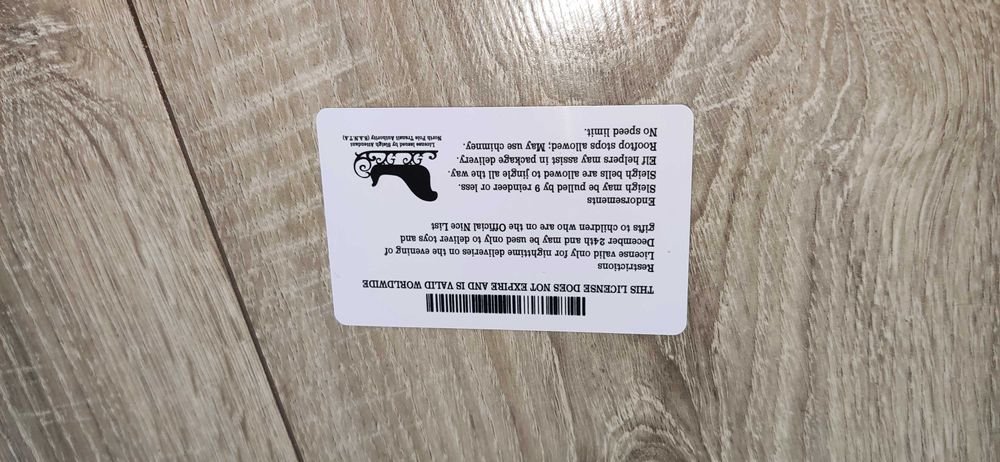 THIS LICENSE DOES NOT EXPIRE AND IS VALID WORLDWIDE
Restrictions
License valid only for nighttime deliveries on the evening of
December 24th and may be used only to deliver toys and
gifts to children who are on the Official Nice List
Endorsements
Sleigh may be pulled by 9 reindeer or less.
Sleigh bells are allowed to jingle all the way.
Elf helpers may assist in package delivery.
Rooftop stops allowed; May use chimney.
No speed limit.
License Issued by Sleigh Attendant
North Pole Transit Authority (S.A.N.T.A)